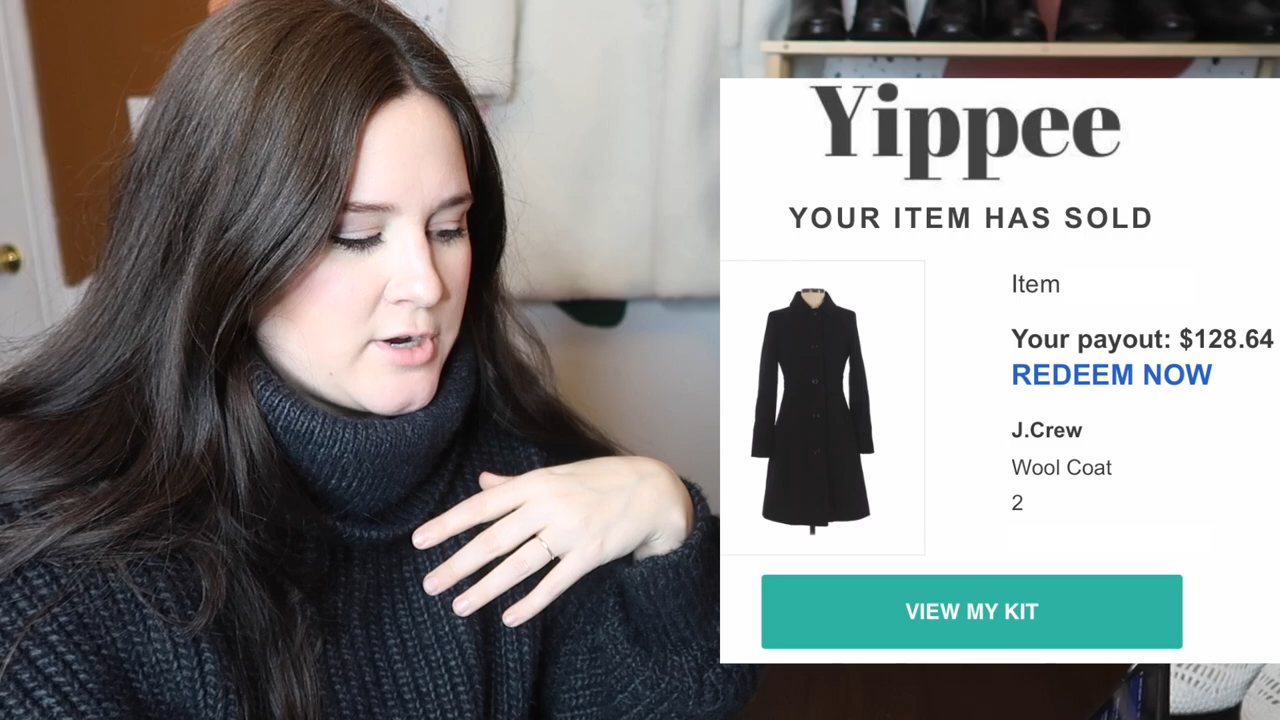 Yippee
YOUR ITEM HAS SOLD
Item
Your payout: $128.64
REDEEM NOW
J.Crew
Wool Coat
2
VIEW MY KIT